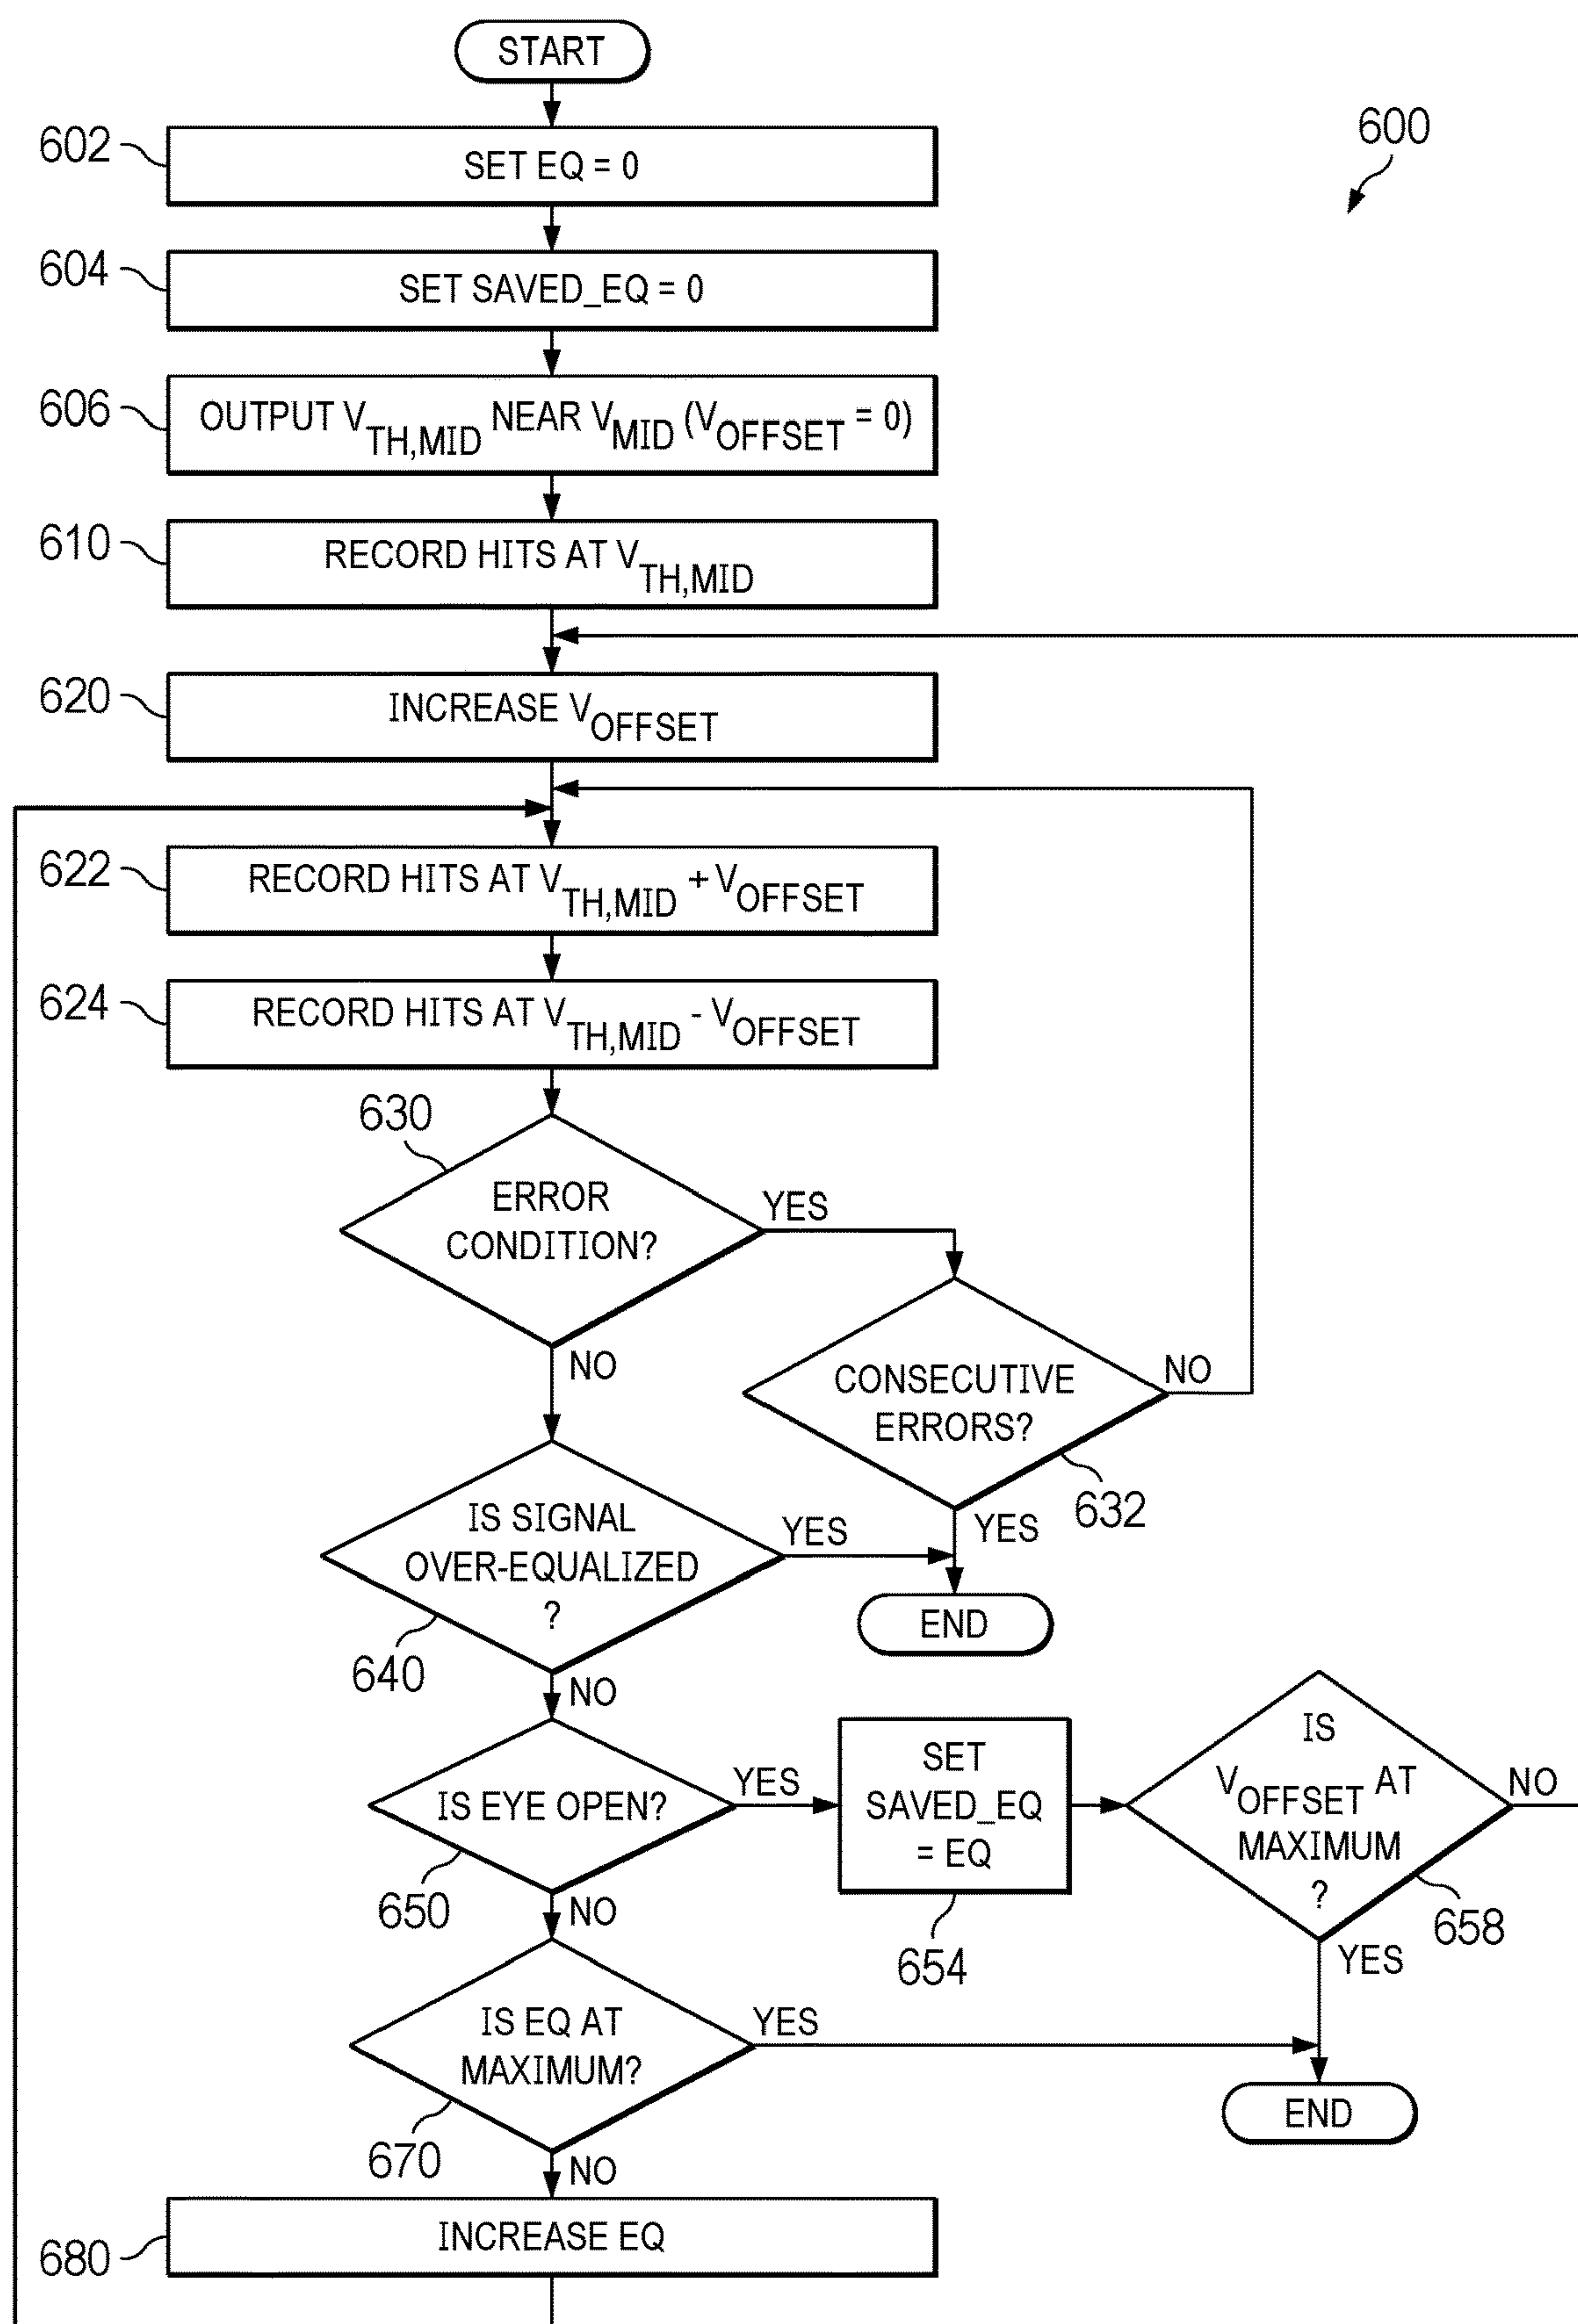 START
600
602
SET EQ = 0
604
SET SAVED_EQ = 0
606
OUTPUT VTH,MID NEAR VMID (VOFFSET = 0)
610
RECORD HITS AT VTH,MID
620
INCREASE VOFFSET
622
RECORD HITS AT VTH,MID + VOFFSET
624
RECORD HITS AT VTH,MID - VOFFSET
630
ERROR
CONDITION?
YES
NO
CONSECUTIVE
ERRORS?
NO
632
YES
IS SIGNAL
OVER-EQUALIZED
?
YES
640
NO
END
IS EYE OPEN?
YES
650
NO
SET
SAVED_EQ
= EQ
654
IS
VOFFSET AT
MAXIMUM
?
NO
658
YES
IS EQ AT
MAXIMUM?
YES
670
NO
END
680
INCREASE EQ